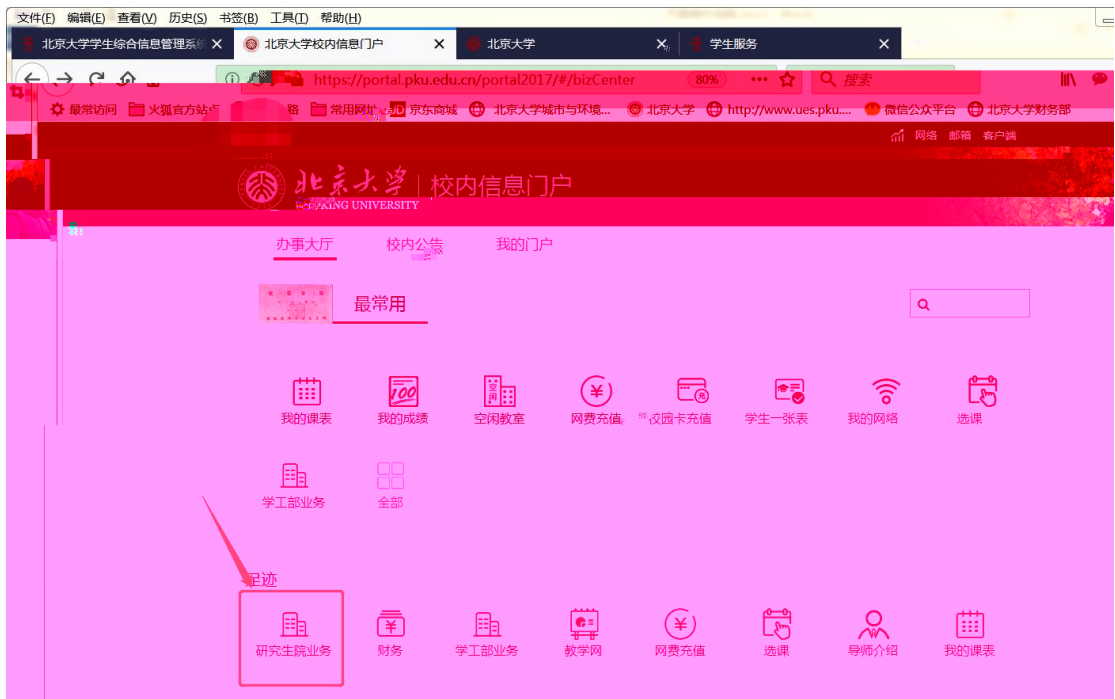 文件(F) 编辑(E) 查看(V) 历史(S) 书签(B) 工具(T) 帮助(H)
北京大学学生综合信息管理系统 北京大学校内信息门户 北京大学 学生服务
https://portal.pku.edu.cn/portal2017/#/bizCenter 80% 搜索
最常访问 火狐官方站点 常用网址 JD 京东商城 北京大学城市与环境... 北京大学 http://www.ues.pku.... 微信公众平台 北京大学财务部
网络 邮箱 客户端
北京大学 校内信息门户
PEKING UNIVERSITY
办事大厅 校内公告 我的门户
最常用
我的课表 我的成绩 空闲教室 网费充值 校园卡充值 学生一张表 我的网络 选课
学工部业务 全部
足迹
研究生院业务 财务 学工部业务 教学网 网费充值 选课 导师介绍 我的课表